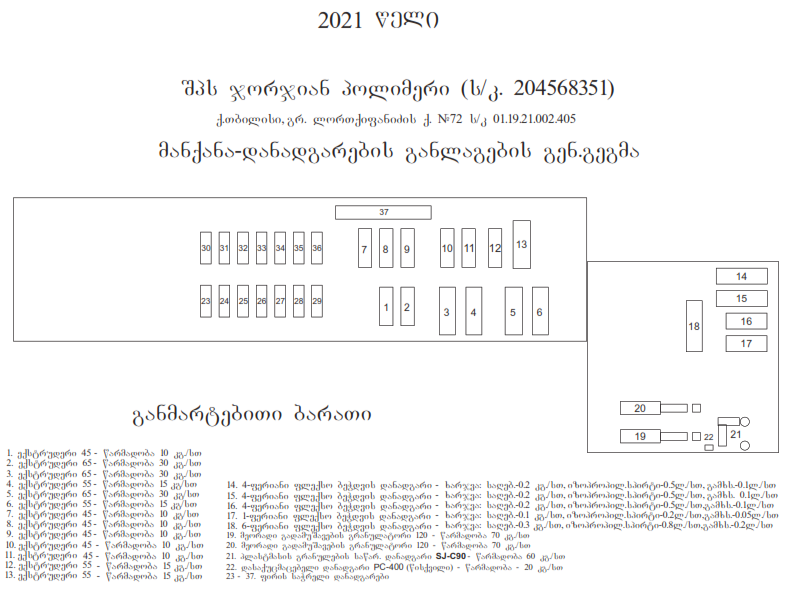 2021 წელი
შპს ჯორჯიან პოლიმერი (ს/კ. 204568351)
ქ.თბილისი, გრ. ლორთქიფანიძის ქ. №72 ს/კ 01.19.21.002.405
მანქანა-დანადგარების განლაგების გენ.გეგმა
37
30 31 32 33 34 35 36 7 8 9 10 11 12 13
23 24 25 26 27 28 29 1 2 3 4 5 6
14
15
18 16
17
20
19 22 21
განმარტებითი ბარათი
1. ექსტრუდერი 45 - წარმადობა 10 კგ/სთ
2. ექსტრუდერი 65 - წარმადობა 30 კგ/სთ
3. ექსტრუდერი 65 - წარმადობა 30 კგ/სთ
4. ექსტრუდერი 55 - წარმადობა 15 კგ/სთ
5. ექსტრუდერი 65 - წარმადობა 30 კგ/სთ
6. ექსტრუდერი 55 - წარმადობა 15 კგ/სთ
7. ექსტრუდერი 45 - წარმადობა 10 კგ/სთ
8. ექსტრუდერი 45 - წარმადობა 10 კგ/სთ
9. ექსტრუდერი 45 - წარმადობა 10 კგ/სთ
10. ექსტრუდერი 45 - წარმადობა 10 კგ/სთ
11. ექსტრუდერი 45 - წარმადობა 10 კგ/სთ
12. ექსტრუდერი 55 - წარმადობა 15 კგ/სთ
13. ექსტრუდერი 55 - წარმადობა 15 კგ/სთ
14. 4-ფერიანი ფლექსო ბეჭდვის დანადგარი - ხარჯვა: საღებ.-0.2 კგ/სთ, იზოპროპილ.სპირტი-0.5ლ/სთ, გამხს.-0.1ლ/სთ
15. 4-ფერიანი ფლექსო ბეჭდვის დანადგარი - ხარჯვა: საღებ.-0.2 კგ/სთ, იზოპროპილ.სპირტი-0.5ლ/სთ, გამხს. 0.1ლ/სთ
16. 4-ფერიანი ფლექსო ბეჭდვის დანადგარი - ხარჯვა: საღებ.-0.2 კგ/სთ, იზოპროპილ.სპირტი-0.5ლ/სთ,გამხს.-0.1ლ/სთ
17. 1-ფერიანი ფლექსო ბეჭდვის დანადგარი - ხარჯვა: საღებ.-0.1 კგ/სთ, იზოპროპილ.სპირტი-0.2ლ/სთ,გამხს.-0.05ლ/სთ
18. 6-ფერიანი ფლექსო ბეჭდვის დანადგარი - ხარჯვა: საღებ.-0.3 კგ/სთ, იზოპროპილ.სპირტი-0.8ლ/სთ,გამხს.-0.2ლ/სთ
19. მეორადი გადამუშავების გრანულატორი 120 - წარმადობა 70 კგ/სთ
20. მეორადი გადამუშავების გრანულატორი 120 - წარმადობა 70 კგ/სთ
21. პლასტმასის გრანულების საწარ. დანადგარი SJ-C90 - წარმადობა 60 კგ/სთ
22. დასაქუცმაცებელი დანადგარი PC-400 (წისქვილი) - წარმადობა - 20 კგ/სთ
23 - 37. ფირის საჭრელი დანადგარები